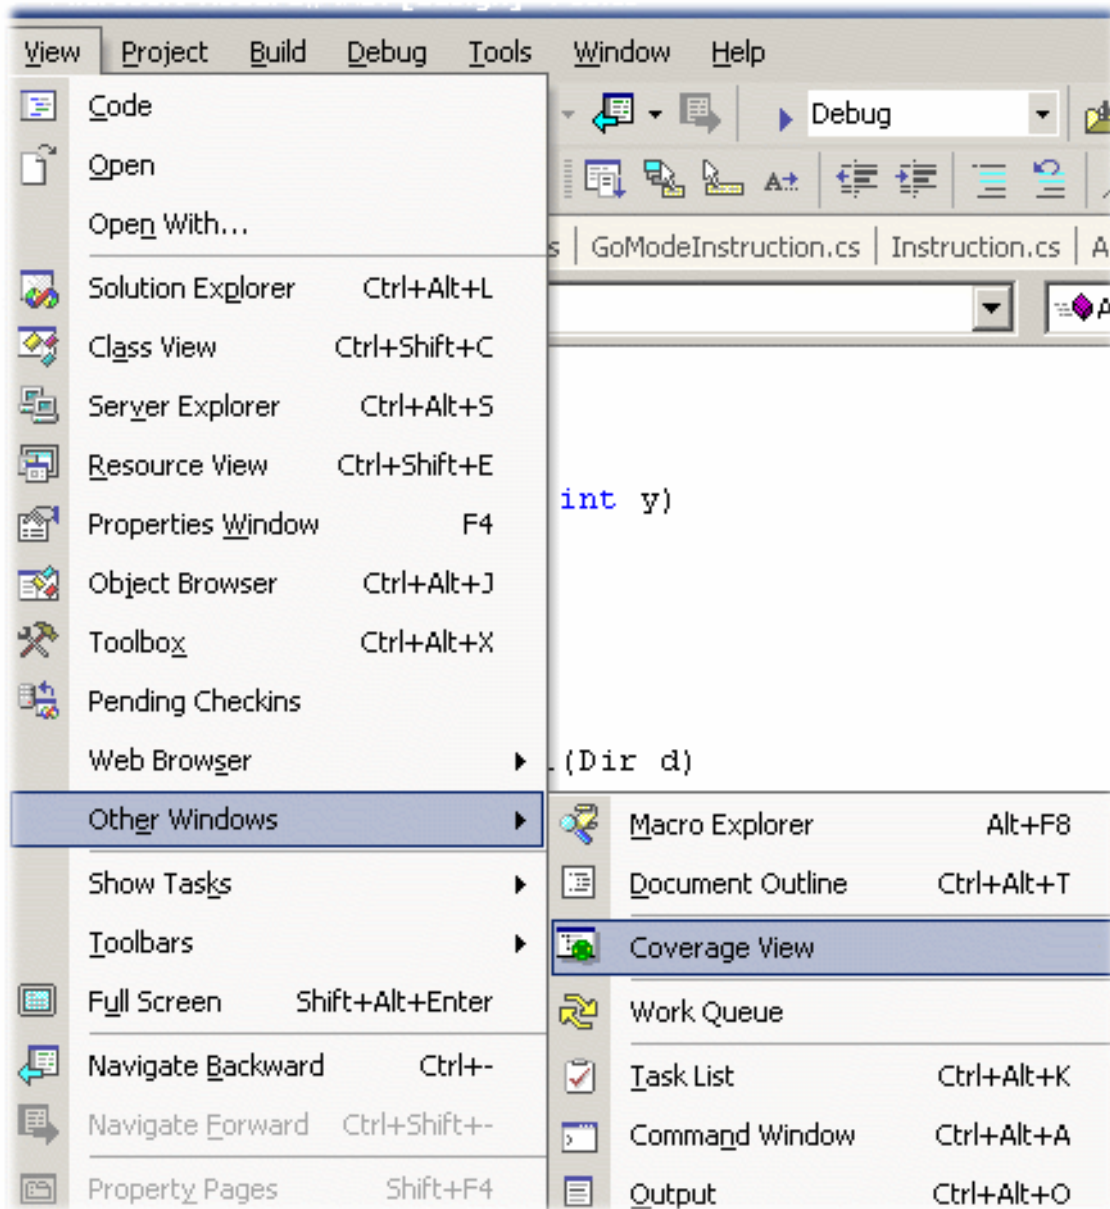 View Project Build Debug Tools Window Help
Code
Debug
Open
Open With...
GoModeInstruction.cs Instruction.cs
Solution Explorer Ctrl+Alt+L
Class View Ctrl+Shift+C
Server Explorer Ctrl+Alt+S
Resource View Ctrl+Shift+E
int y)
Properties Window F4
Object Browser Ctrl+Alt+J
Toolbox Ctrl+Alt+X
Pending Checkins
Web Browser
(Dir d)
Other Windows
Show Tasks
Toolbars
Full Screen Shift+Alt+Enter
Navigate Backward Ctrl+-
Navigate Forward Ctrl+Shift+-
Property Pages Shift+F4
Macro Explorer Alt+F8
Document Outline Ctrl+Alt+T
Coverage View
Work Queue
Task List Ctrl+Alt+K
Command Window Ctrl+Alt+A
Output Ctrl+Alt+O